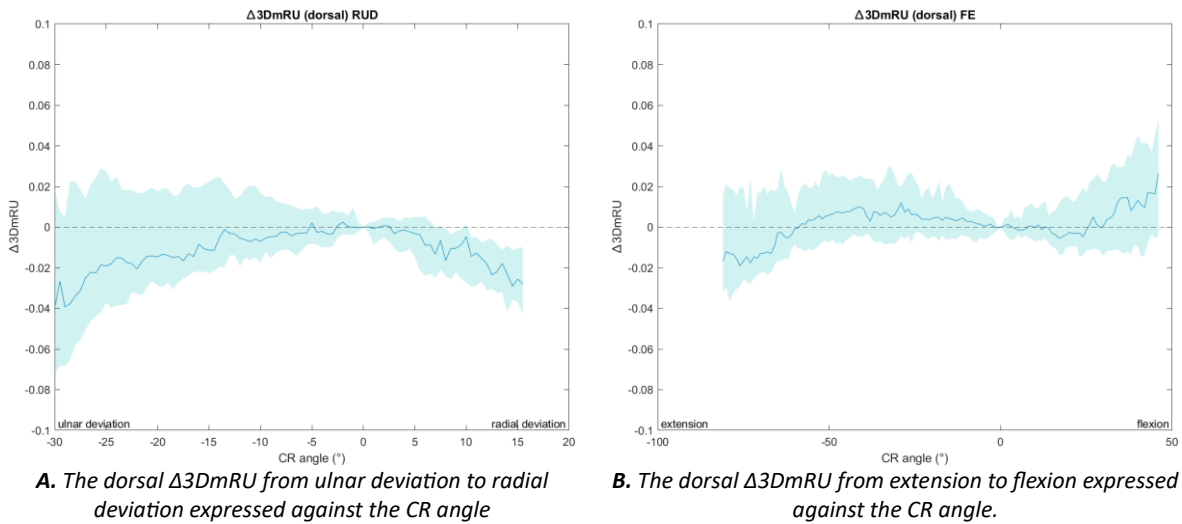 Δ3DmRU (dorsal) RUD
0.1
0.08
0.06
0.04
0.02
0
-0.02
-0.04
-0.06
-0.08
-0.1
Δ3DmRU
ulnar deviation
radial deviation
-30
-25
-20
-15
-10
-5
0
5
10
15
20
CR angle (°)
A. The dorsal Δ3DmRU from ulnar deviation to radial
deviation expressed against the CR angle
Δ3DmRU (dorsal) FE
0.1
0.08
0.06
0.04
0.02
0
-0.02
-0.04
-0.06
-0.08
-0.1
Δ3DmRU
extension
flexion
-100
-50
0
50
CR angle (°)
B. The dorsal Δ3DmRU from extension to flexion expressed
against the CR angle.